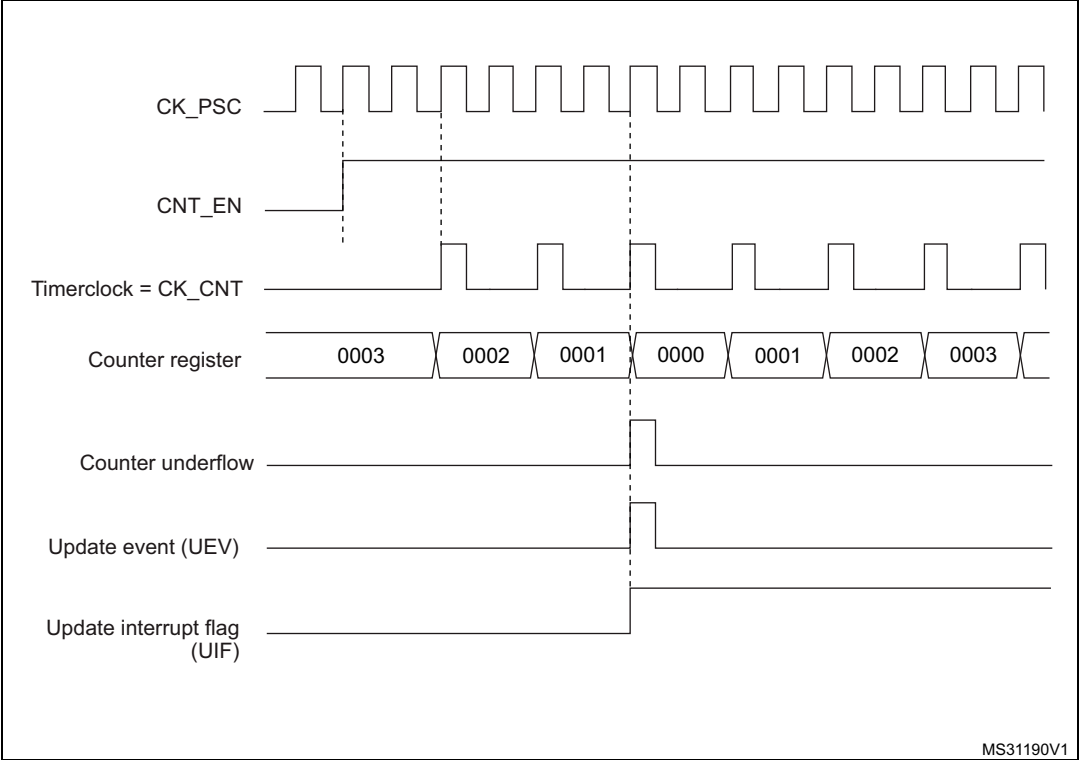 CK_PSC
CNT_EN
Timerclock = CK_CNT
Counter register
0003 0002 0001 0000 0001 0002 0003
Counter underflow
Update event (UEV)
Update interrupt flag
(UIF)
MS31190V1